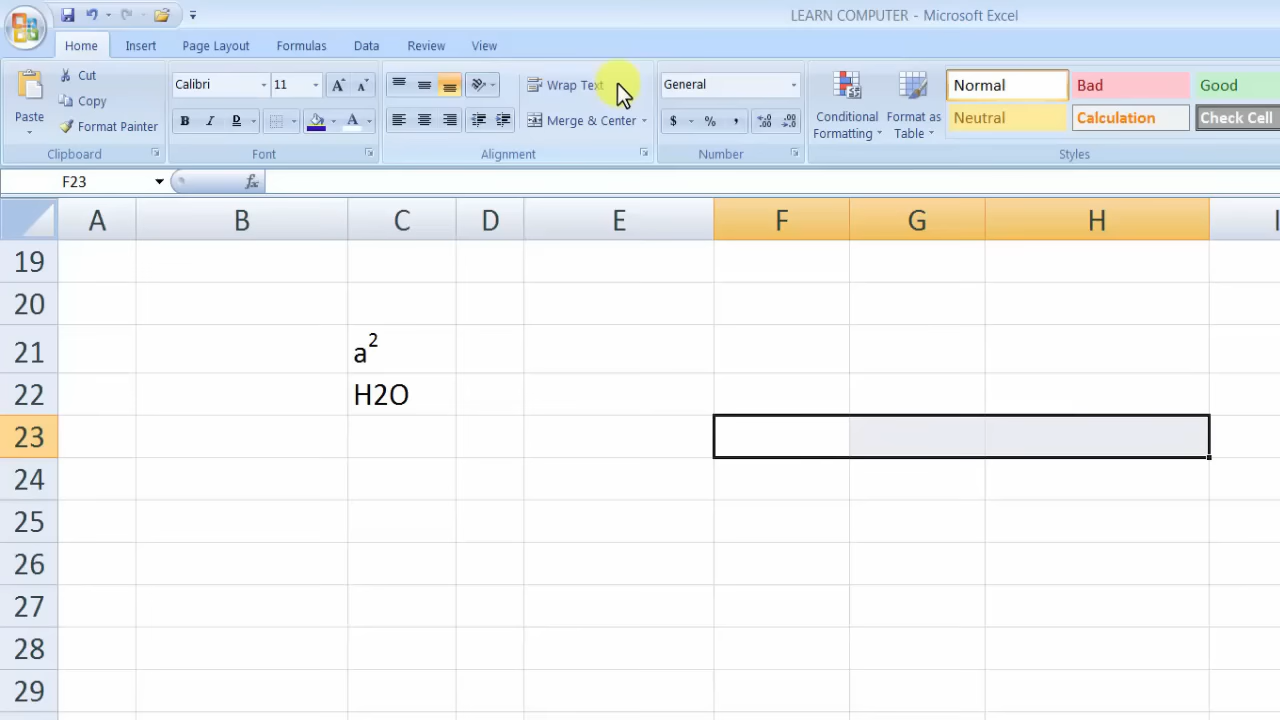 LEARN COMPUTER - Microsoft Excel
Home Insert Page Layout Formulas Data Review View
Paste
Cut
Copy
Format Painter
Clipboard
Calibri 11 A A
B I D A
Font
Wrap Text
Merge & Center
Alignment
General
$ % , .00 .00
Number
Conditional Formatting
Format as Table
Normal Bad Good
Neutral Calculation Check Cell
Styles
F23 fx
A B C D E F G H I
19
20
21 a²
22 H2O
23
24
25
26
27
28
29